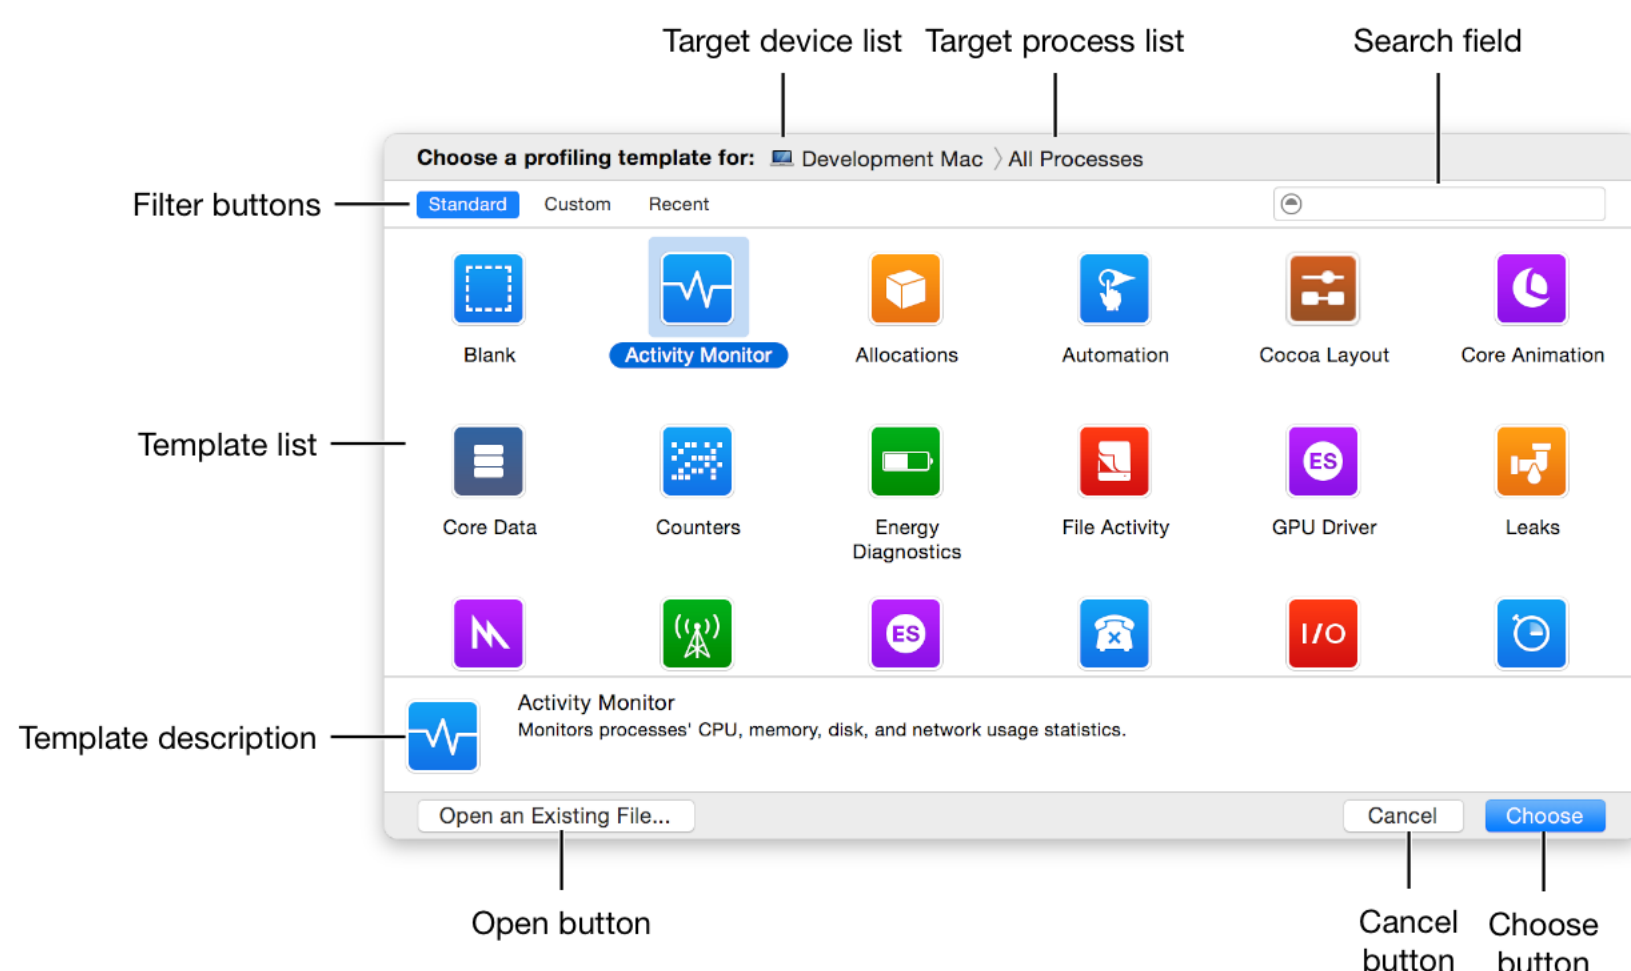 Target device list Target process list Search field
Choose a profiling template for: Development Mac 〉All Processes
Filter buttons Standard Custom Recent
Blank Activity Monitor Allocations Automation Cocoa Layout Core Animation
Template list
ES
Core Data Counters Energy Diagnostics File Activity GPU Driver Leaks
ES I/O
Activity Monitor
Template description Monitors processes' CPU, memory, disk, and network usage statistics.
Open an Existing File... Cancel Choose
Open button Cancel button Choose button